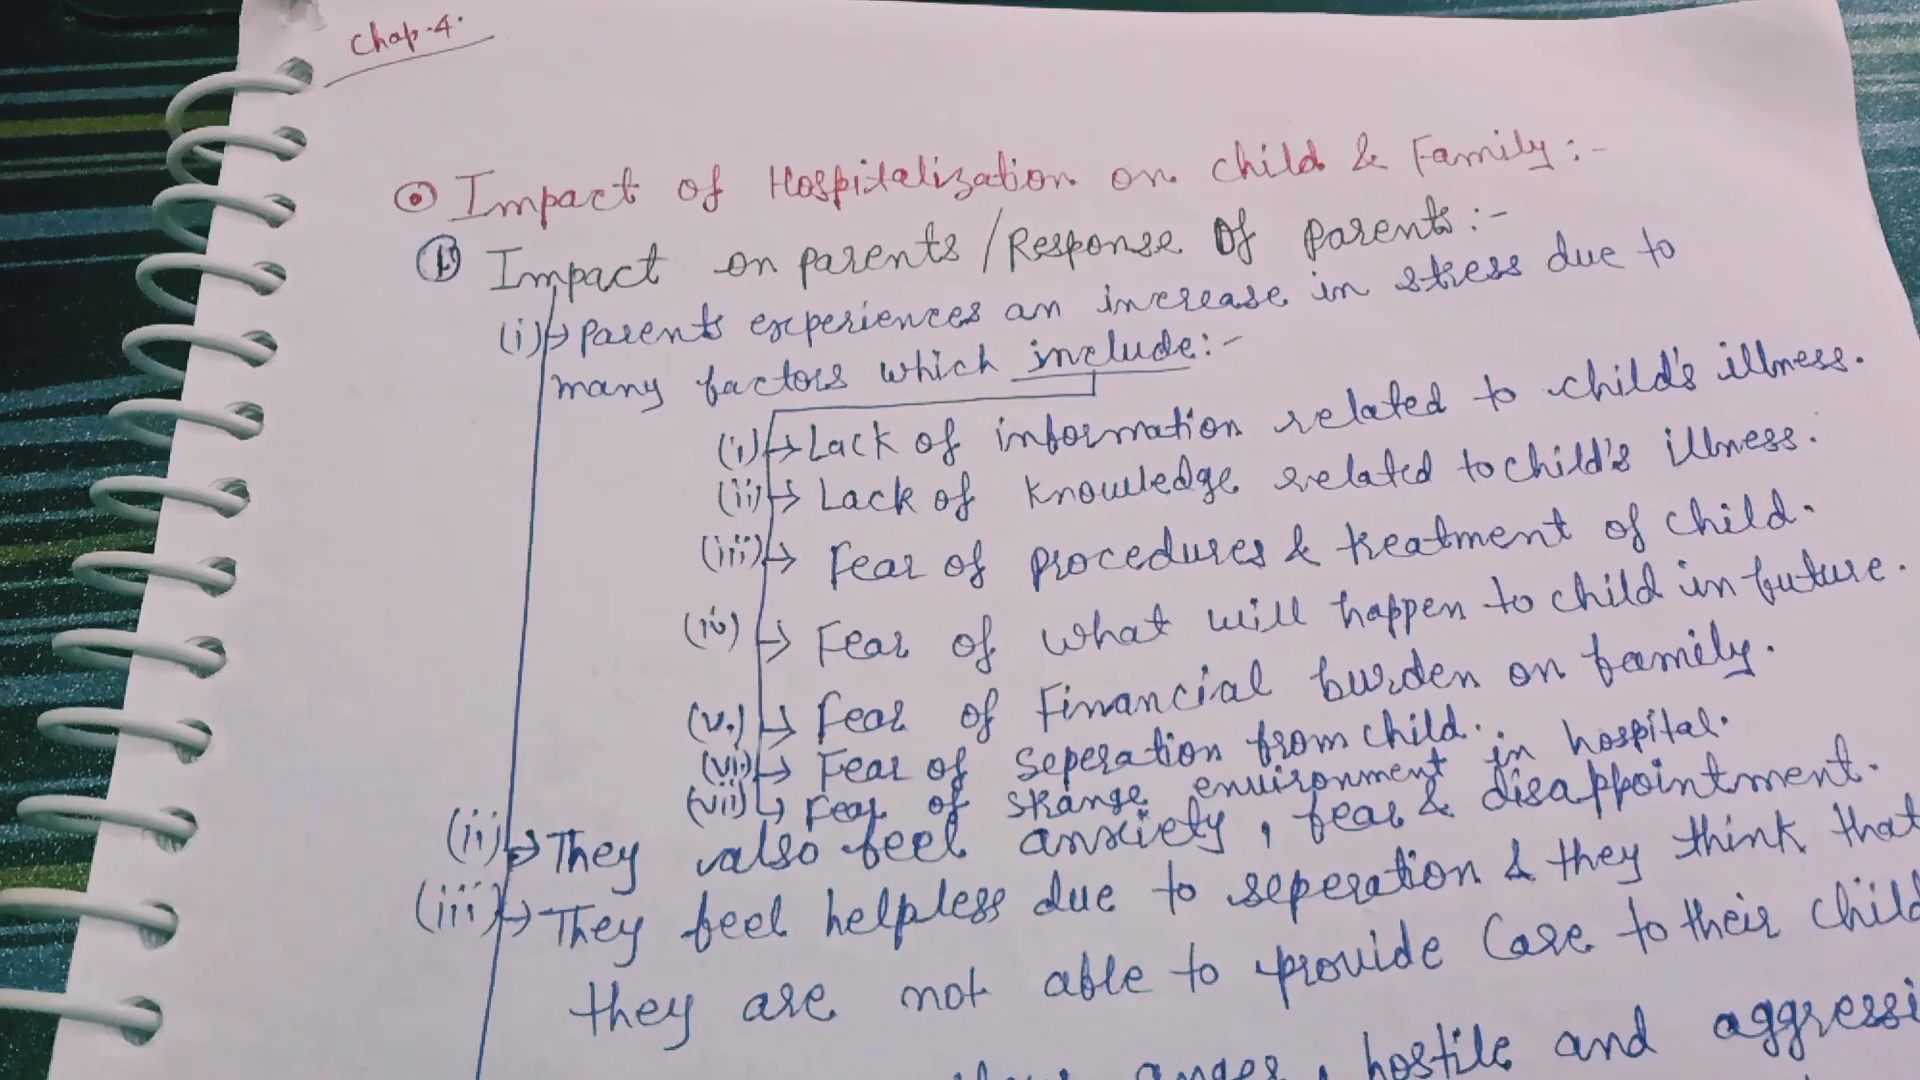 Chap-4.
Impact of Hospitalization on child & Family:-
① Impact on parents/Response of parents:-
(i)→ parents experiences an increase in stress due to
many factors which include:-
(i)→ Lack of information related to child's illness.
(ii)→ Lack of knowledge related to child's illness.
(iii)→ Fear of procedures & treatment of child.
(iv)→ Fear of what will happen to child in future.
(v.)→ Fear of Financial burden on family.
(vi)→ Fear of seperation from child.
(vii)→ Fear of strange environment in hospital.
(ii)→ They also feel anxiety, fear & disappointment.
(iii)→ They feel helpless due to seperation & they think that
they are not able to provide Care to their child
anger, hostile and aggressi